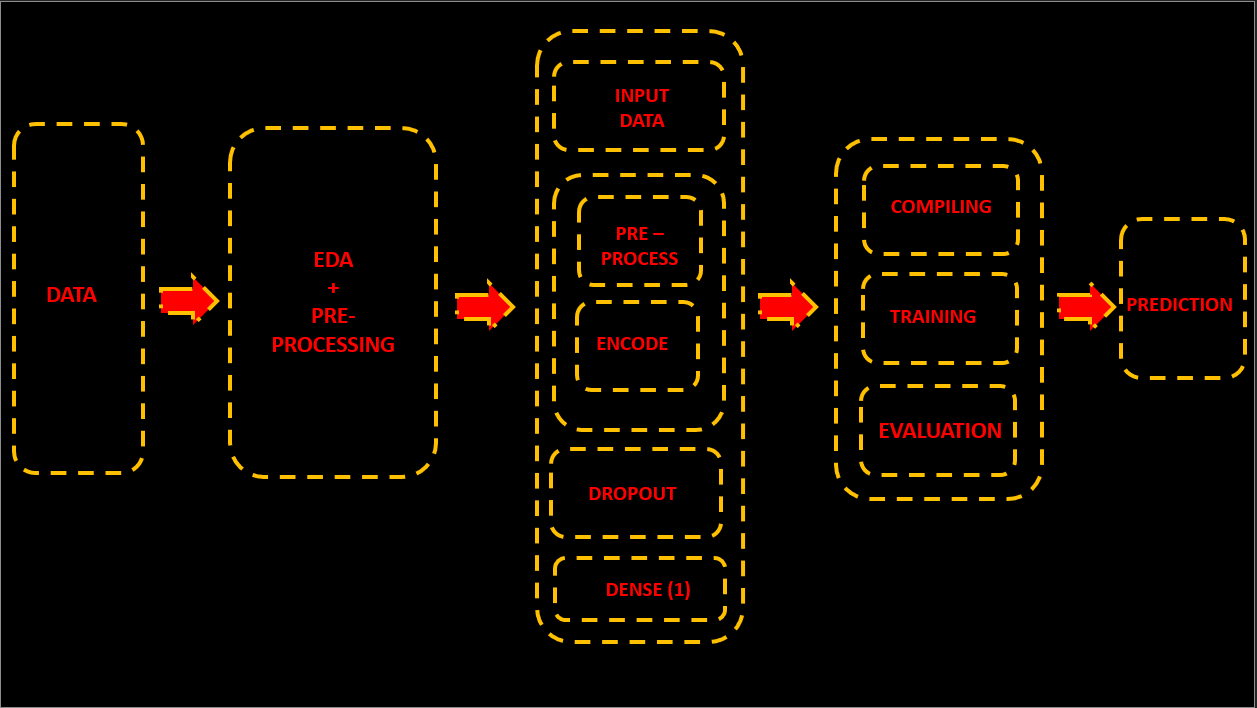 DATA
EDA
+
PRE-
PROCESSING
INPUT
DATA
PRE –
PROCESS
ENCODE
DROPOUT
DENSE (1)
COMPILING
TRAINING
EVALUATION
PREDICTION